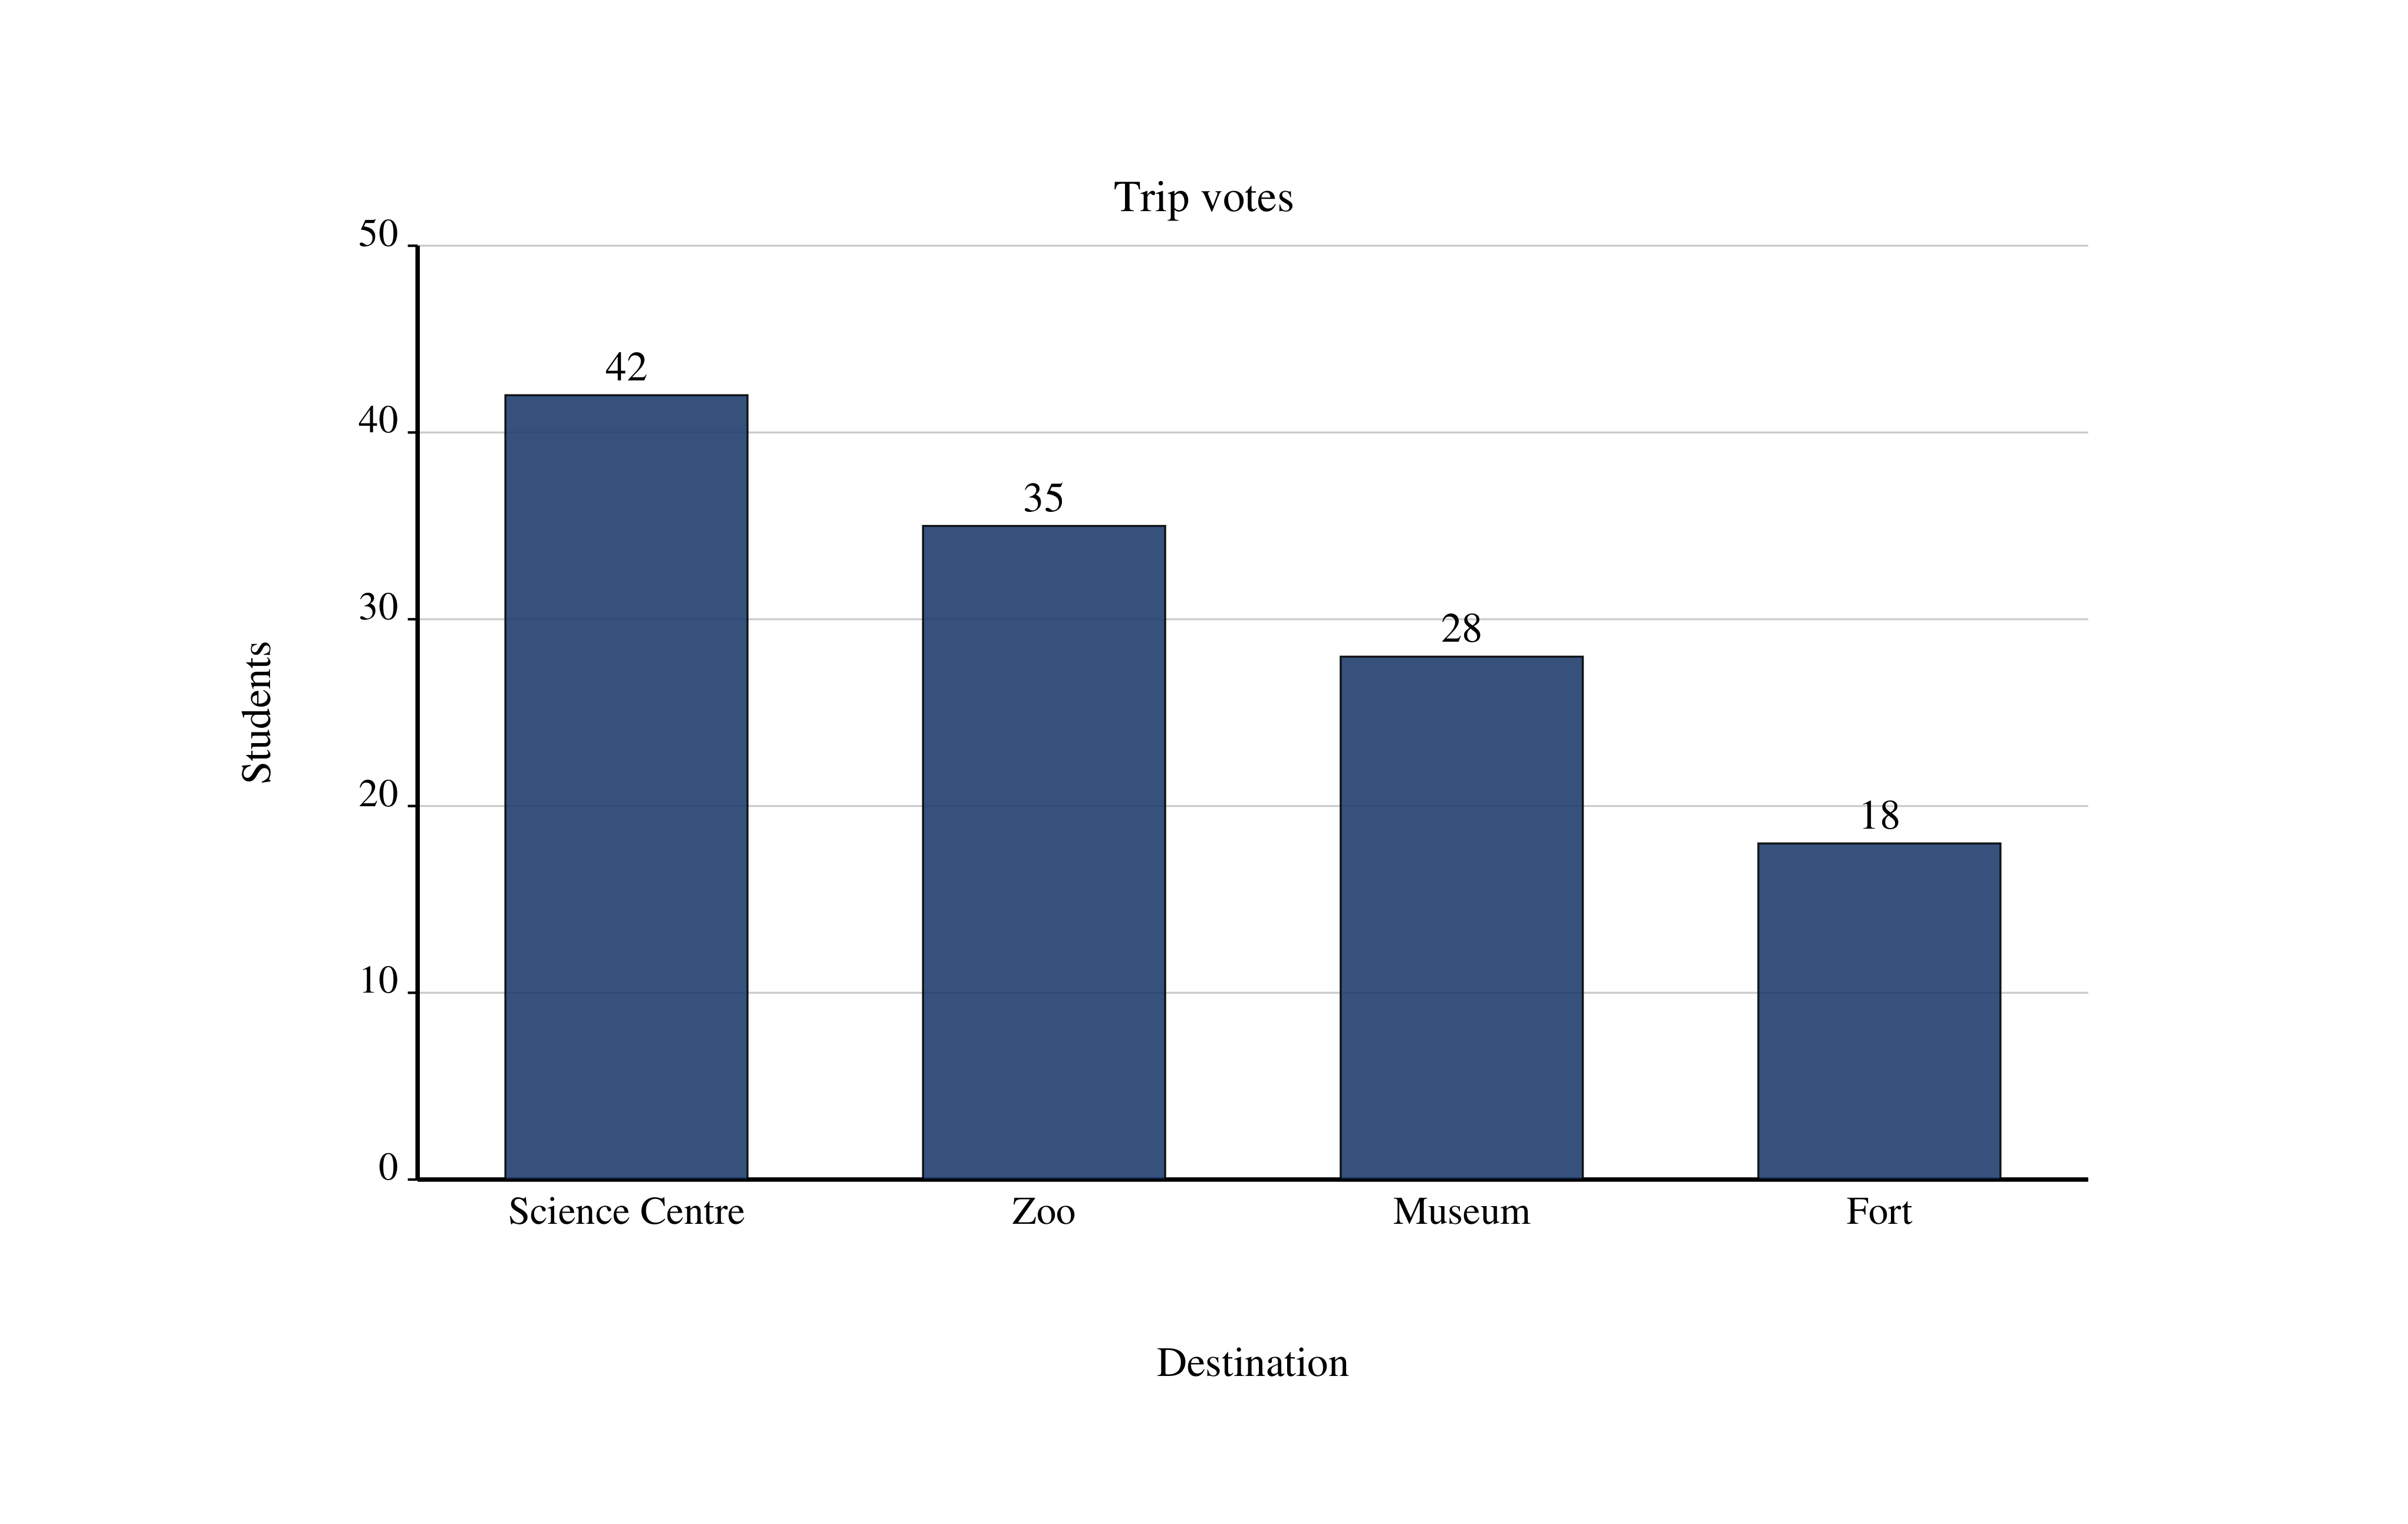 Trip votes
50
42
40
35
30
28
20
18
10
0
Students
Science Centre Zoo Museum Fort
Destination